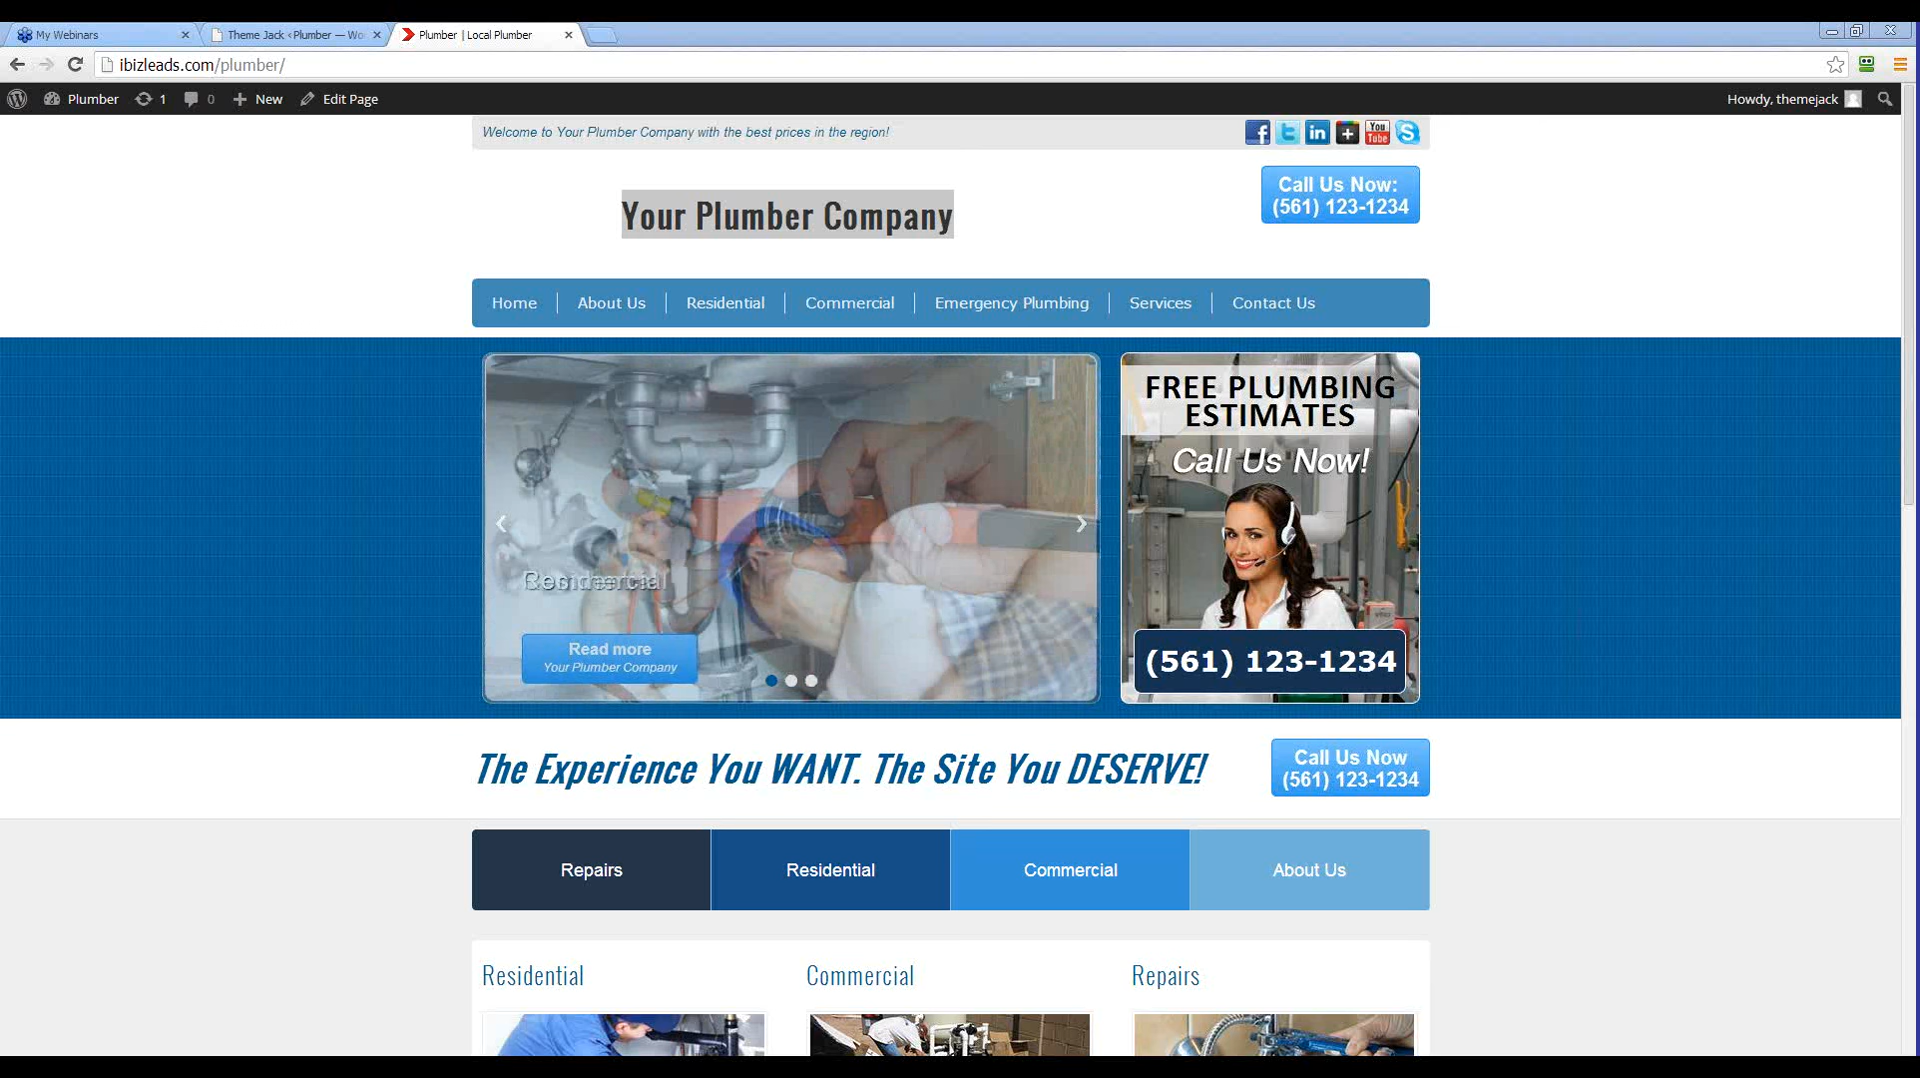 My Webinars
Theme Jack ‹ Plumber — Wo
Plumber | Local Plumber
ibizleads.com/plumber/
Plumber
1
0
New
Edit Page
Howdy, themejack
Welcome to Your Plumber Company with the best prices in the region!
You
Tube
Your Plumber Company
Call Us Now:
(561) 123-1234
Home
About Us
Residential
Commercial
Emergency Plumbing
Services
Contact Us
FREE PLUMBING
ESTIMATES
Call Us Now!
Read more
Your Plumber Company
(561) 123-1234
The Experience You WANT. The Site You DESERVE!
Call Us Now
(561) 123-1234
Repairs
Residential
Commercial
About Us
Residential
Commercial
Repairs